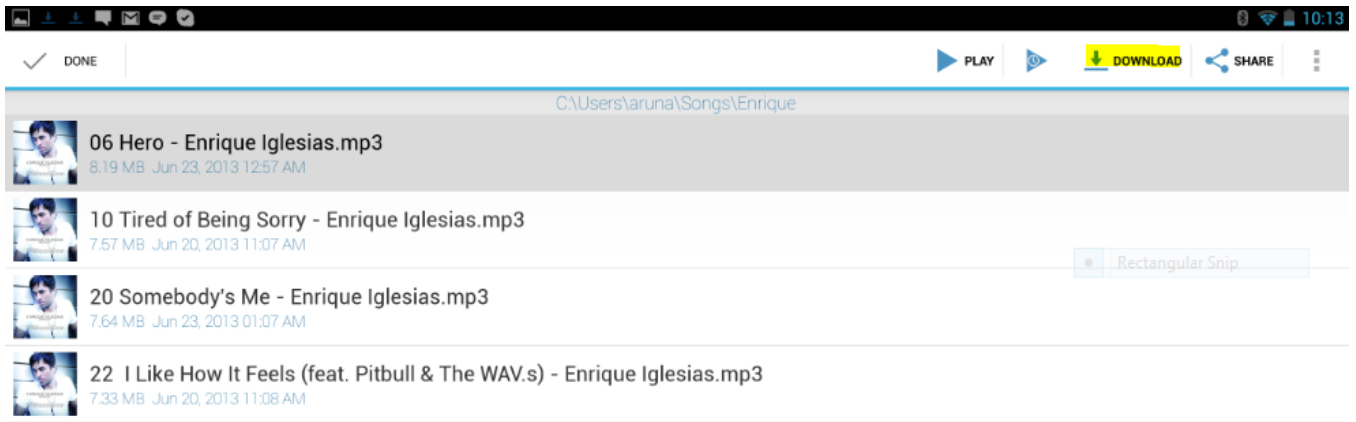 10:13
DONE
PLAY
DOWNLOAD
SHARE
C:\Users\aruna\Songs\Enrique
06 Hero - Enrique Iglesias.mp3
8.19 MB Jun 23, 2013 12:57 AM
10 Tired of Being Sorry - Enrique Iglesias.mp3
7.57 MB Jun 20, 2013 11:07 AM
Rectangular Snip
20 Somebody's Me - Enrique Iglesias.mp3
7.64 MB Jun 23, 2013 01:07 AM
22 I Like How It Feels (feat. Pitbull & The WAV.s) - Enrique Iglesias.mp3
7.33 MB Jun 20, 2013 11:08 AM